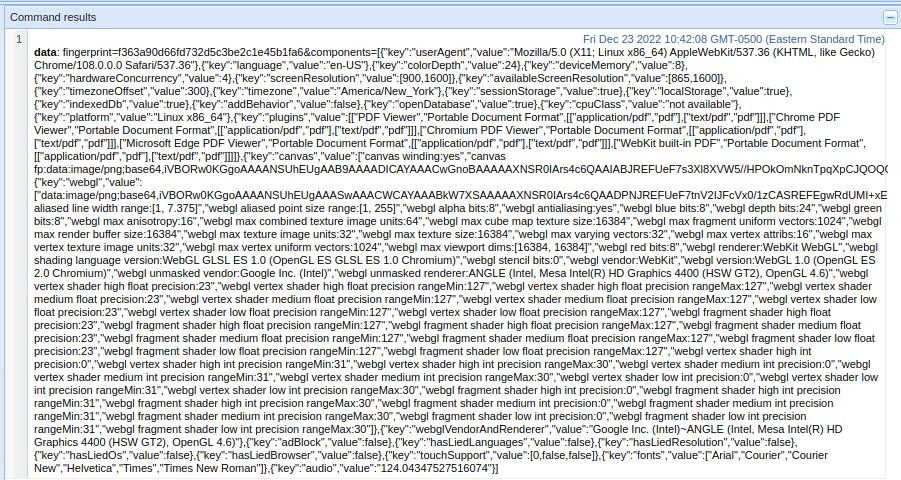 Command results
1
Fri Dec 23 2022 10:42:08 GMT-0500 (Eastern Standard Time)
data: fingerprint=f363a90d66fd732d5c3be2c1e45b1fa6&components=[{"key":"userAgent","value":"Mozilla/5.0 (X11; Linux x86_64) AppleWebKit/537.36 (KHTML, like Gecko)
Chrome/108.0.0.0 Safari/537.36"},{"key":"language","value":"en-US"},{"key":"colorDepth","value":24},{"key":"deviceMemory","value":8},
{"key":"hardwareConcurrency","value":4},{"key":"screenResolution","value":[900,1600]},{"key":"availableScreenResolution","value":[865,1600]},
{"key":"timezoneOffset","value":300},{"key":"timezone","value":"America/New_York"},{"key":"sessionStorage","value":true},{"key":"localStorage","value":true},
{"key":"indexedDb","value":true},{"key":"addBehavior","value":false},{"key":"openDatabase","value":true},{"key":"cpuClass","value":"not available"},
{"key":"platform","value":"Linux x86_64"},{"key":"plugins","value":[["PDF Viewer","Portable Document Format",[["application/pdf","pdf"],["text/pdf","pdf"]]],["Chrome PDF
Viewer","Portable Document Format",[["application/pdf","pdf"],["text/pdf","pdf"]]],["Chromium PDF Viewer","Portable Document Format",[["application/pdf","pdf"],
["text/pdf","pdf"]]],["Microsoft Edge PDF Viewer","Portable Document Format",[["application/pdf","pdf"],["text/pdf","pdf"]]],["WebKit built-in PDF","Portable Document Format",
[["application/pdf","pdf"],["text/pdf","pdf"]]]]},{"key":"canvas","value":["canvas winding:yes","canvas
fp:data:image/png;base64,iVBORw0KGgoAAAANSUhEUgAAB9AAAADICAYAAACwGnoBAAAAAXNSR0IArs4c6QAAIABJREFUeF7s3Xl8XVW5//HPOkOmNknTpqXpXCJQOQ
{"key":"webgl","value":
["data:image/png;base64,iVBORw0KGgoAAAANSUhEUgAAASwAAACWCAYAAABkW7XSAAAAAXNSR0IArs4c6QAADPNJREFUeF7tnV2IJFcVx0/1zCASREFEgwRdUMI+xE
aliased line width range:[1, 7.375]","webgl aliased point size range:[1, 255]","webgl alpha bits:8","webgl antialiasing:yes","webgl blue bits:8","webgl depth bits:24","webgl green
bits:8","webgl max anisotropy:16","webgl max combined texture image units:64","webgl max cube map texture size:16384","webgl max fragment uniform vectors:1024","webgl
max render buffer size:16384","webgl max texture image units:32","webgl max texture size:16384","webgl max varying vectors:32","webgl max vertex attribs:16","webgl max
vertex texture image units:32","webgl max vertex uniform vectors:1024","webgl max viewport dims:[16384, 16384]","webgl red bits:8","webgl renderer:WebKit WebGL","webgl
shading language version:WebGL GLSL ES 1.0 (OpenGL ES GLSL ES 1.0 Chromium)","webgl stencil bits:0","webgl vendor:WebKit","webgl version:WebGL 1.0 (OpenGL ES
2.0 Chromium)","webgl unmasked vendor:Google Inc. (Intel)","webgl unmasked renderer:ANGLE (Intel, Mesa Intel(R) HD Graphics 4400 (HSW GT2), OpenGL 4.6)","webgl
vertex shader high float precision:23","webgl vertex shader high float precision rangeMin:127","webgl vertex shader high float precision rangeMax:127","webgl vertex shader
medium float precision:23","webgl vertex shader medium float precision rangeMin:127","webgl vertex shader medium float precision rangeMax:127","webgl vertex shader low
float precision:23","webgl vertex shader low float precision rangeMin:127","webgl vertex shader low float precision rangeMax:127","webgl fragment shader high float
precision:23","webgl fragment shader high float precision rangeMin:127","webgl fragment shader high float precision rangeMax:127","webgl fragment shader medium float
precision:23","webgl fragment shader medium float precision rangeMin:127","webgl fragment shader medium float precision rangeMax:127","webgl fragment shader low float
precision:23","webgl fragment shader low float precision rangeMin:127","webgl fragment shader low float precision rangeMax:127","webgl vertex shader high int
precision:0","webgl vertex shader high int precision rangeMin:31","webgl vertex shader high int precision rangeMax:30","webgl vertex shader medium int precision:0","webgl
vertex shader medium int precision rangeMin:31","webgl vertex shader medium int precision rangeMax:30","webgl vertex shader low int precision:0","webgl vertex shader low
int precision rangeMin:31","webgl vertex shader low int precision rangeMax:30","webgl fragment shader high int precision:0","webgl fragment shader high int precision
rangeMin:31","webgl fragment shader high int precision rangeMax:30","webgl fragment shader medium int precision:0","webgl fragment shader medium int precision
rangeMin:31","webgl fragment shader medium int precision rangeMax:30","webgl fragment shader low int precision:0","webgl fragment shader low int precision
rangeMin:31","webgl fragment shader low int precision rangeMax:30"]},{"key":"webglVendorAndRenderer","value":"Google Inc. (Intel)~ANGLE (Intel, Mesa Intel(R) HD
Graphics 4400 (HSW GT2), OpenGL 4.6)"},{"key":"adBlock","value":false},{"key":"hasLiedLanguages","value":false},{"key":"hasLiedResolution","value":false},
{"key":"hasLiedOs","value":false},{"key":"hasLiedBrowser","value":false},{"key":"touchSupport","value":[0,false,false]},{"key":"fonts","value":["Arial","Courier","Courier
New","Helvetica","Times","Times New Roman"]},{"key":"audio","value":"124.04347527516074"}]